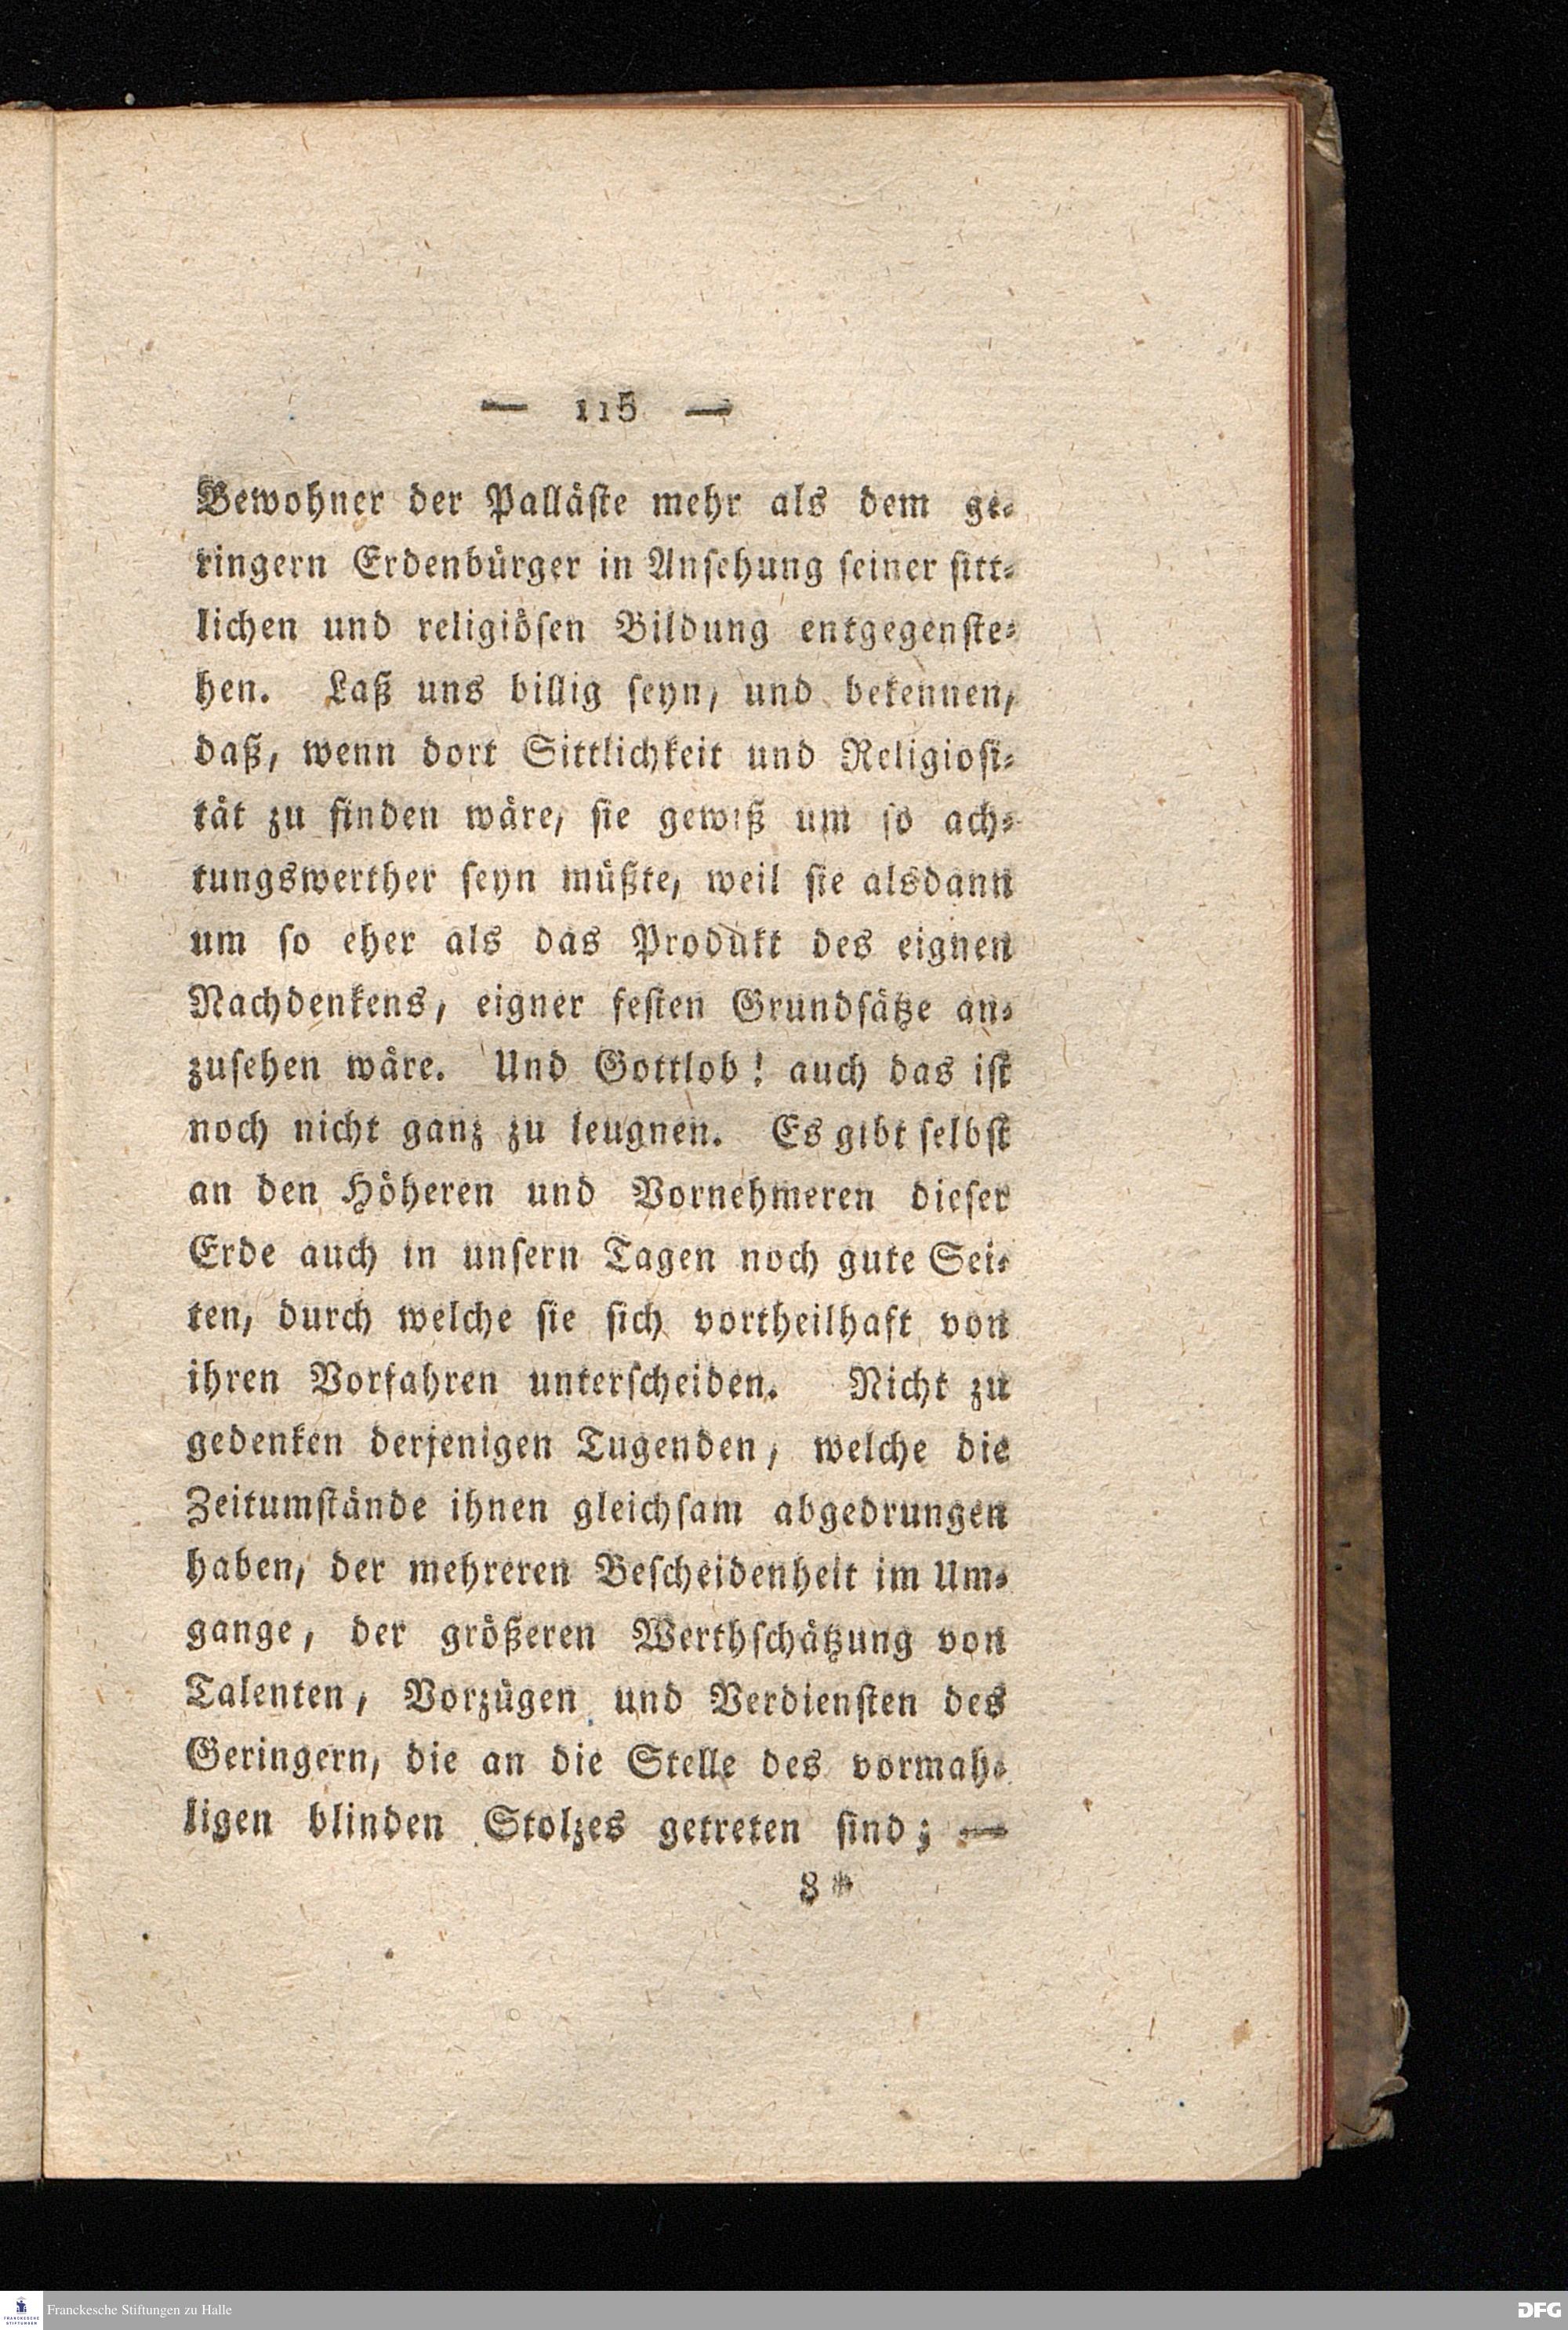 — 115 —
Bewohner der Palläſte mehr als dem ge⸗
ringern Erdenbürger in Anſehung ſeiner ſitt⸗
lichen und religiöſen Bildung entgegenſte⸗
hen. Laß uns billig ſeyn, und bekennen,
daß, wenn dort Sittlichkeit und Religioſi⸗
tät zu finden wäre, ſie gewiß um ſo ach⸗
tungswerther ſeyn müßte, weil ſie alsdann
um ſo eher als das Produkt des eignen
Nachdenkens, eigner feſten Grundſätze an⸗
zuſehen wäre. Und Gottlob! auch das iſt
noch nicht ganz zu leugnen. Es gibt ſelbſt
an den Höheren und Vornehmeren dieſer
Erde auch in unſern Tagen noch gute Sei⸗
ten, durch welche ſie ſich vortheilhaft von
ihren Vorfahren unterſcheiden. Nicht zu
gedenken derjenigen Tugenden, welche die
Zeitumſtände ihnen gleichſam abgedrungen
haben, der mehreren Beſcheidenheit im Um⸗
gange, der größeren Werthſchätzung von
Talenten, Vorzügen und Verdienſten des
Geringern, die an die Stelle des vormah⸗
ligen blinden Stolzes getreten ſind; —
8*
FRANCKESCHE
STIFTUNGEN
Franckesche Stiftungen zu Halle
DFG